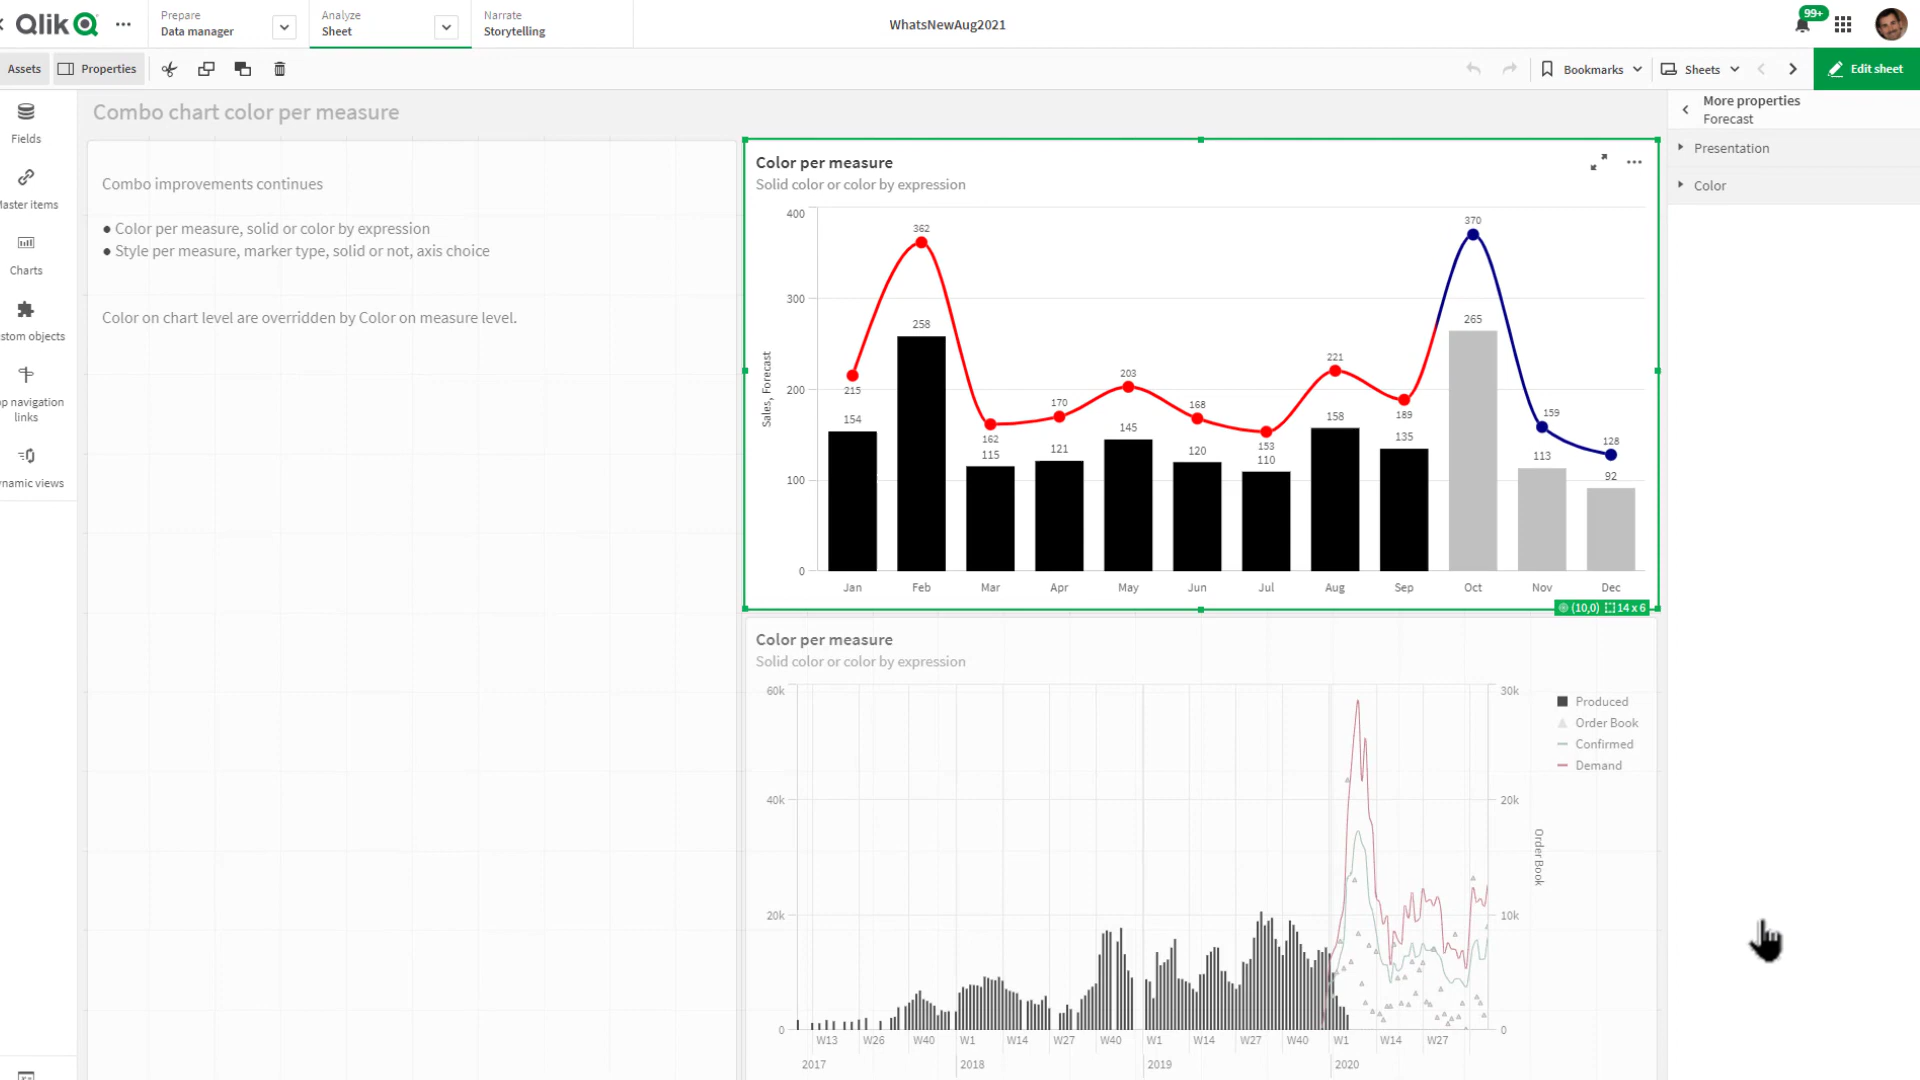 Qlik
Prepare
Data manager
Analyze
Sheet
Narrate
Storytelling
WhatsNewAug2021
99+
Assets
Properties
Bookmarks
Sheets
Edit sheet
Fields
Master items
Charts
stom objects
op navigation
links
ynamic views
Combo chart color per measure
Combo improvements continues
● Color per measure, solid or color by expression
● Style per measure, marker type, solid or not, axis choice
Color on chart level are overridden by Color on measure level.
Color per measure
Solid color or color by expression
Sales, Forecast
400
300
200
100
0
215
362
162
170
203
168
153
221
189
370
159
128
154
258
115
121
145
120
110
158
135
265
113
92
Jan Feb Mar Apr May Jun Jul Aug Sep Oct Nov Dec
(10,0) 14 x 6
Color per measure
Solid color or color by expression
60k
40k
20k
0
30k
20k
10k
0
Order Book
Produced
Order Book
Confirmed
Demand
W13 W26 W40 W1 W14 W27 W40 W1 W14 W27 W40 W1 W14 W27
2017 2018 2019 2020
More properties
Forecast
Presentation
Color